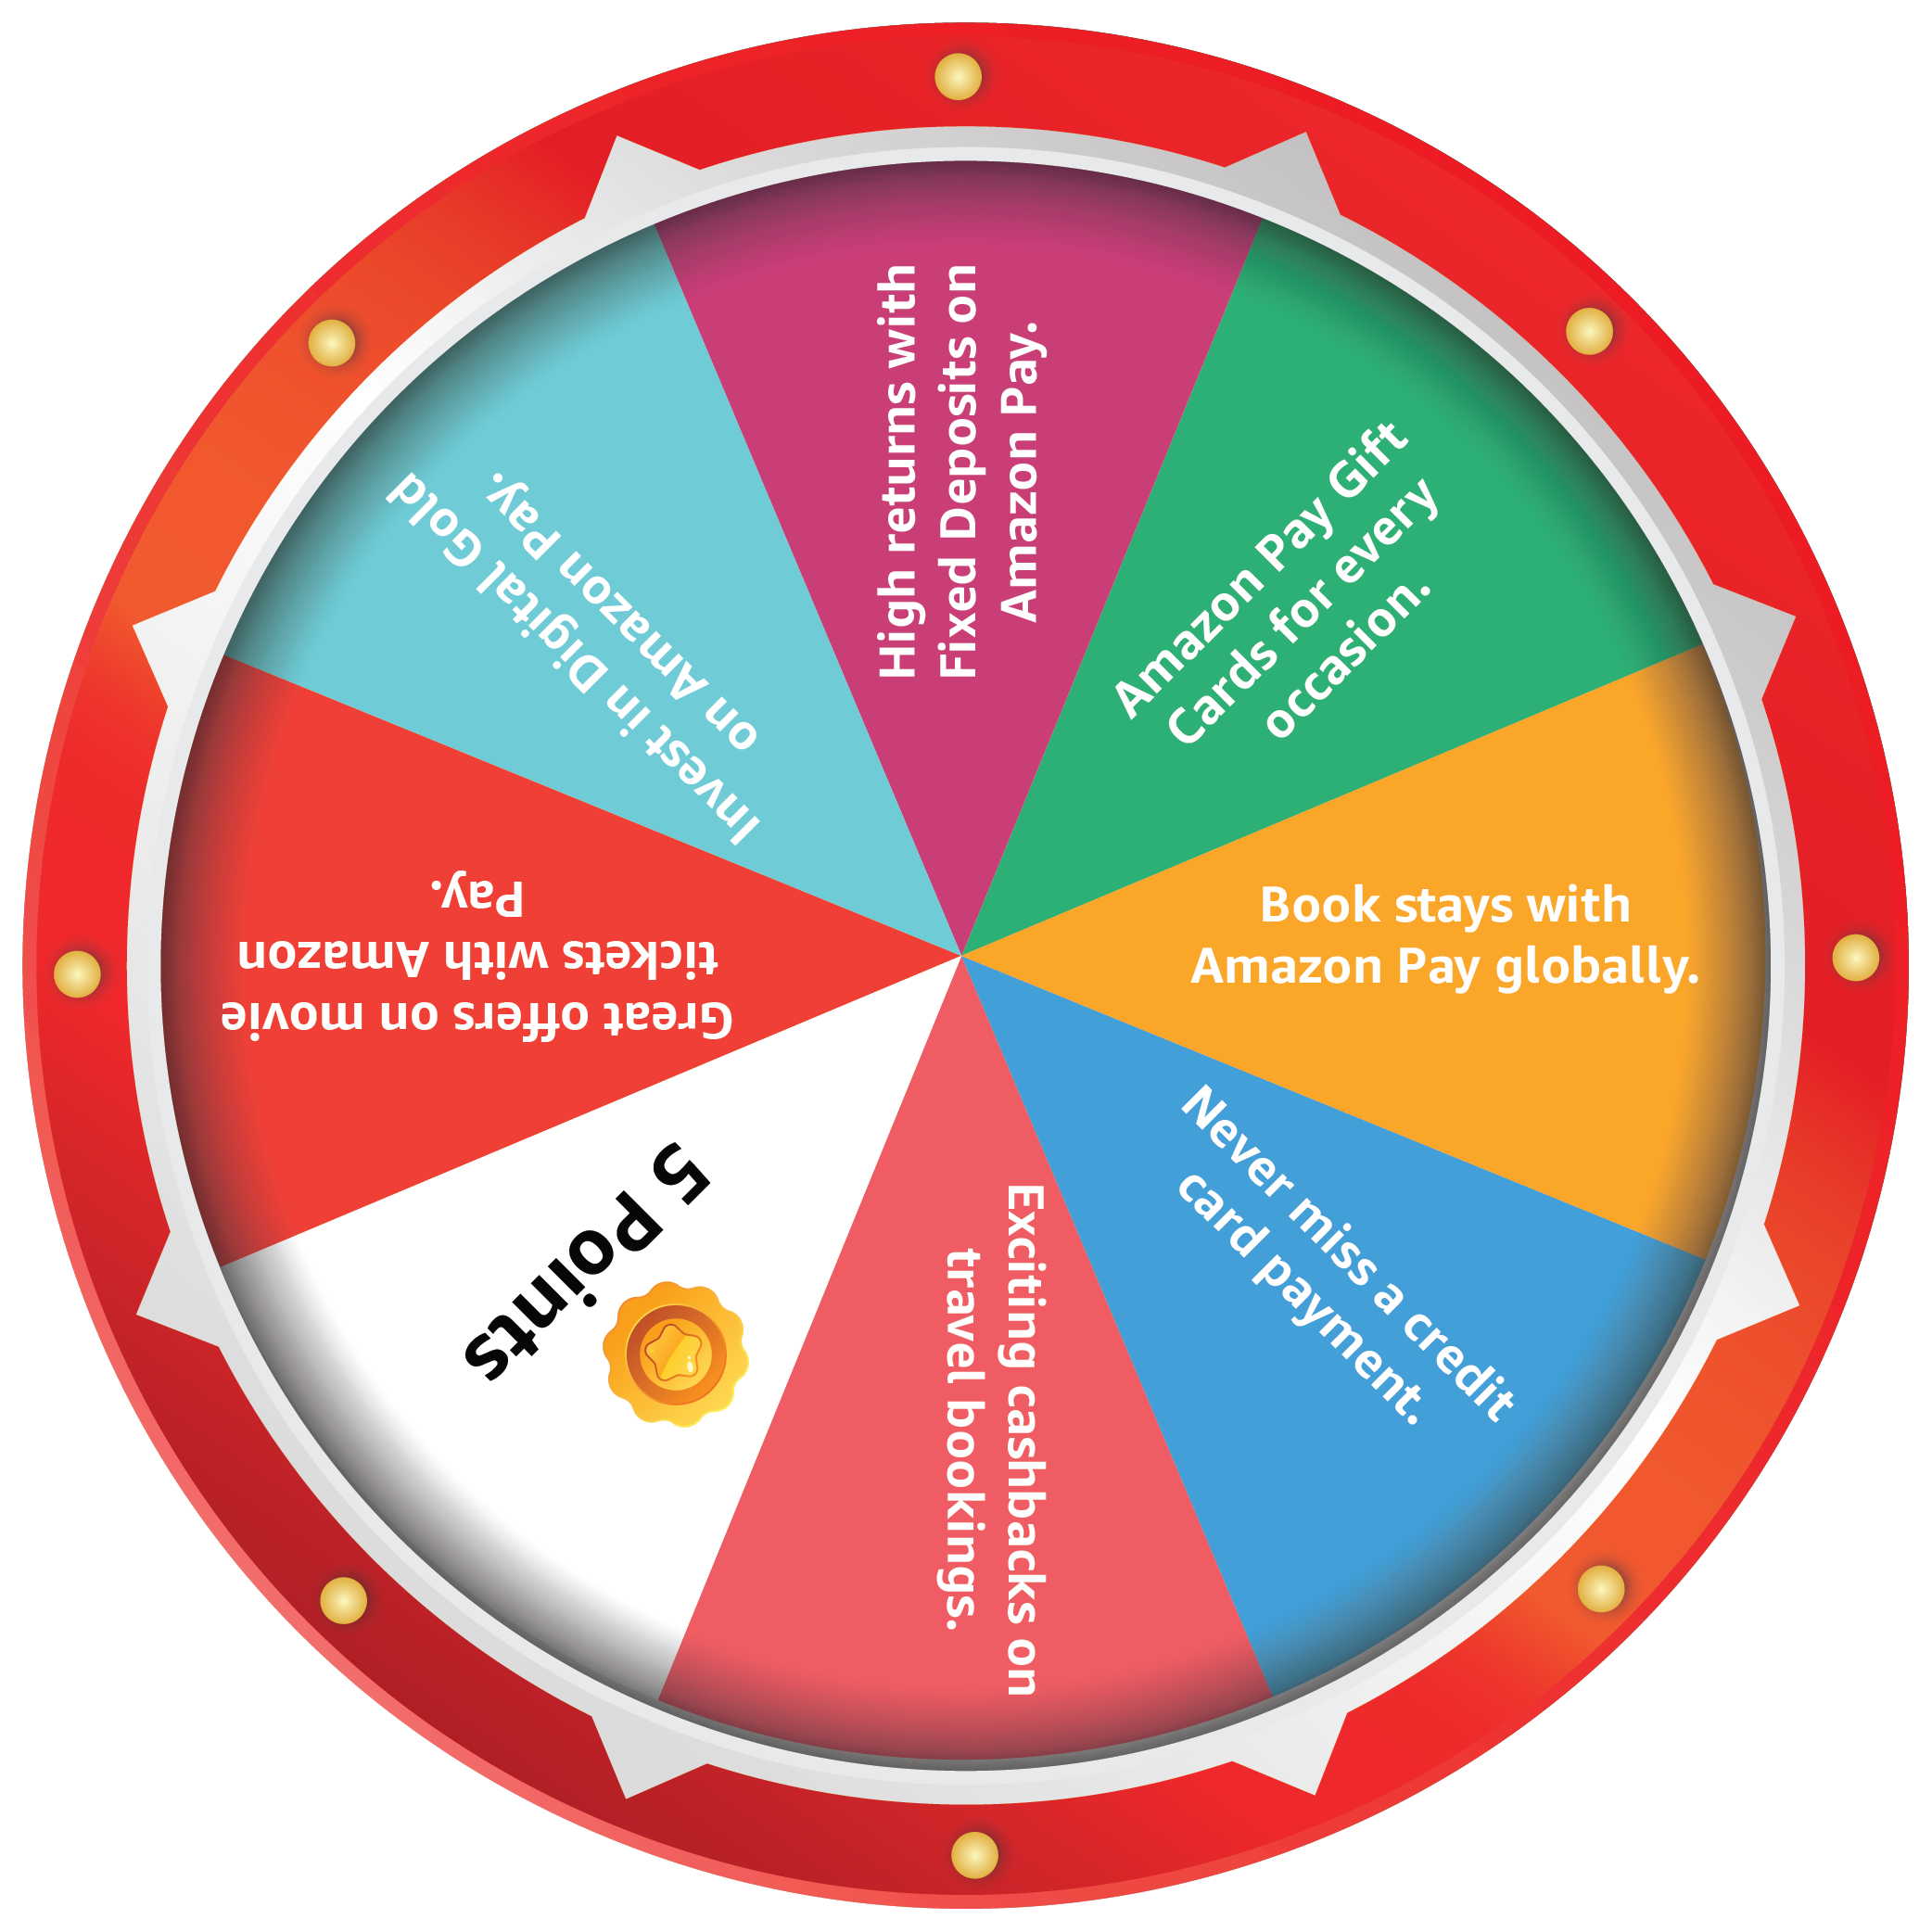 High returns with
Fixed Deposits on
Amazon Pay.
Amazon Pay Gift
Cards for every
occasion.
Book stays with
Amazon Pay globally.
Never miss a credit
card payment.
Exciting cashbacks on
travel bookings.
5 Points
Great offers on movie
tickets with Amazon
Pay.
Invest in Digital Gold
on Amazon Pay.